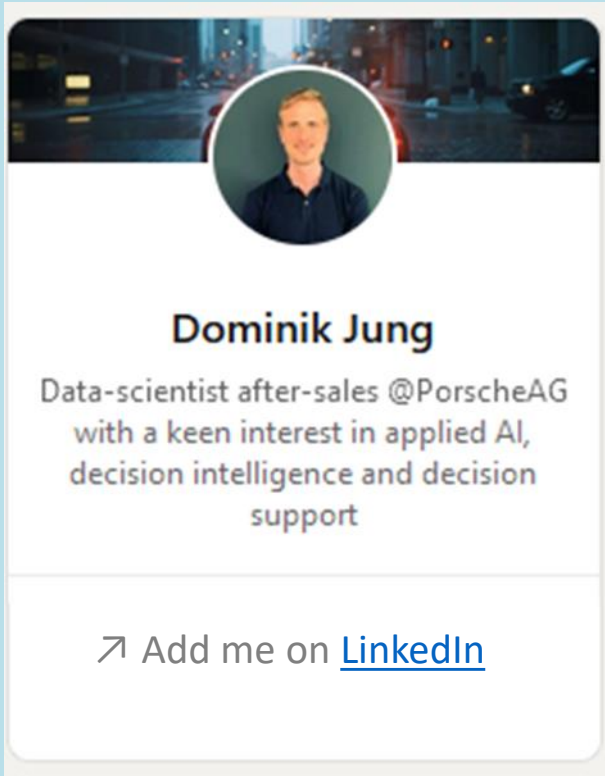 Dominik Jung
Data-scientist after-sales @PorscheAG
with a keen interest in applied AI,
decision intelligence and decision
support
↗ Add me on LinkedIn